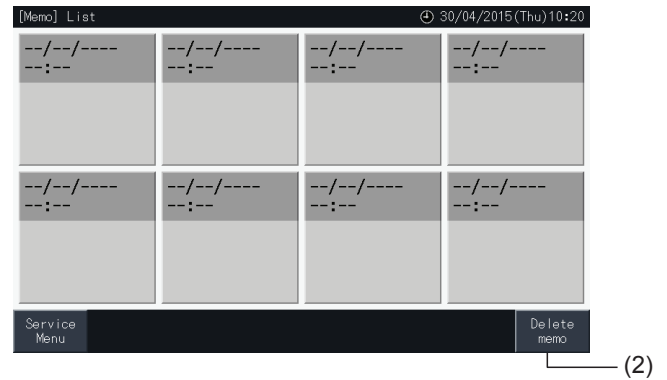 [Memo] List 30/04/2015(Thu)10:20
--/--/---- --/--/---- --/--/---- --/--/----
--:-- --:-- --:-- --:--
--/--/---- --/--/---- --/--/---- --/--/----
--:-- --:-- --:-- --:--
Service Delete
Menu memo
(2)